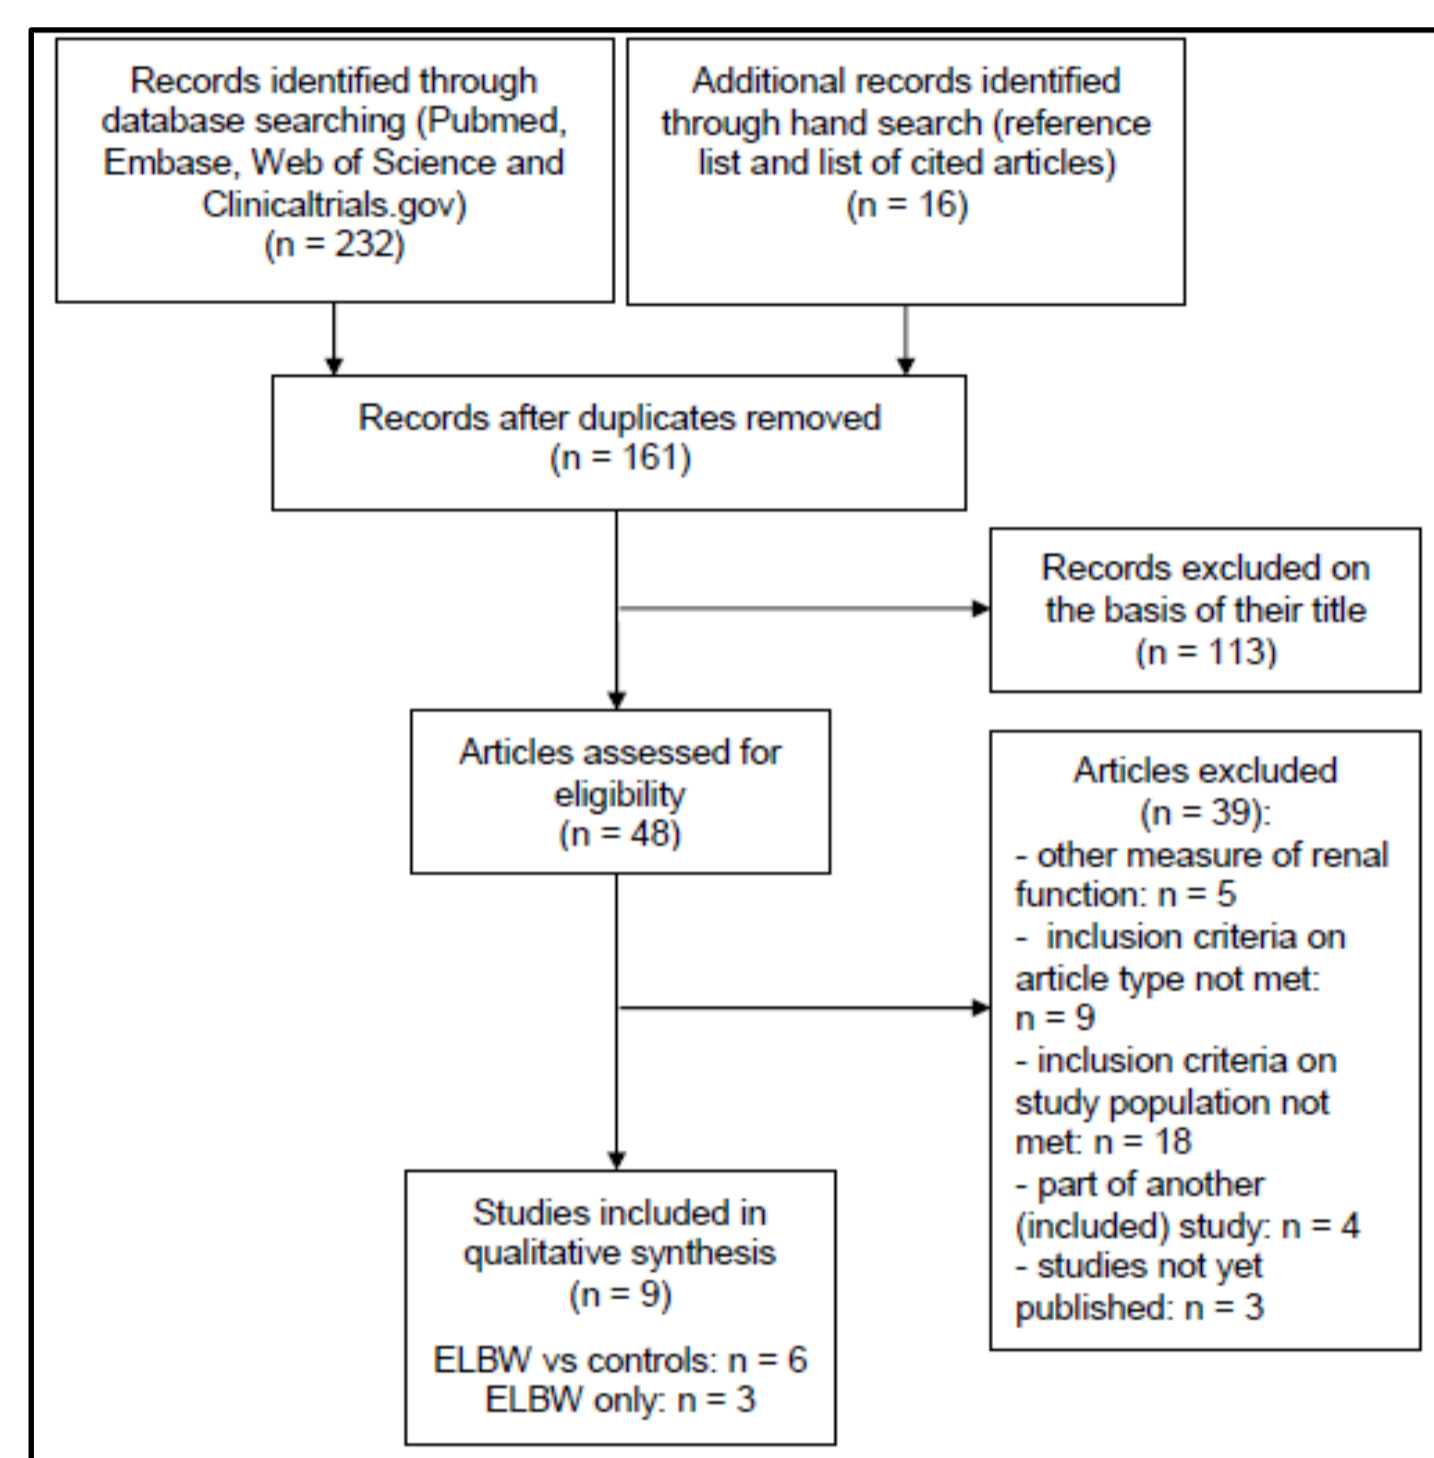 Records identified through
database searching (Pubmed,
Embase, Web of Science and
Clinicaltrials.gov)
(n = 232)
Additional records identified
through hand search (reference
list and list of cited articles)
(n = 16)
Records after duplicates removed
(n = 161)
Records excluded on
the basis of their title
(n = 113)
Articles assessed for
eligibility
(n = 48)
Articles excluded
(n = 39):
- other measure of renal
function: n = 5
- inclusion criteria on
article type not met:
n = 9
- inclusion criteria on
study population not
met: n = 18
- part of another
(included) study: n = 4
- studies not yet
published: n = 3
Studies included in
qualitative synthesis
(n = 9)
ELBW vs controls: n = 6
ELBW only: n = 3